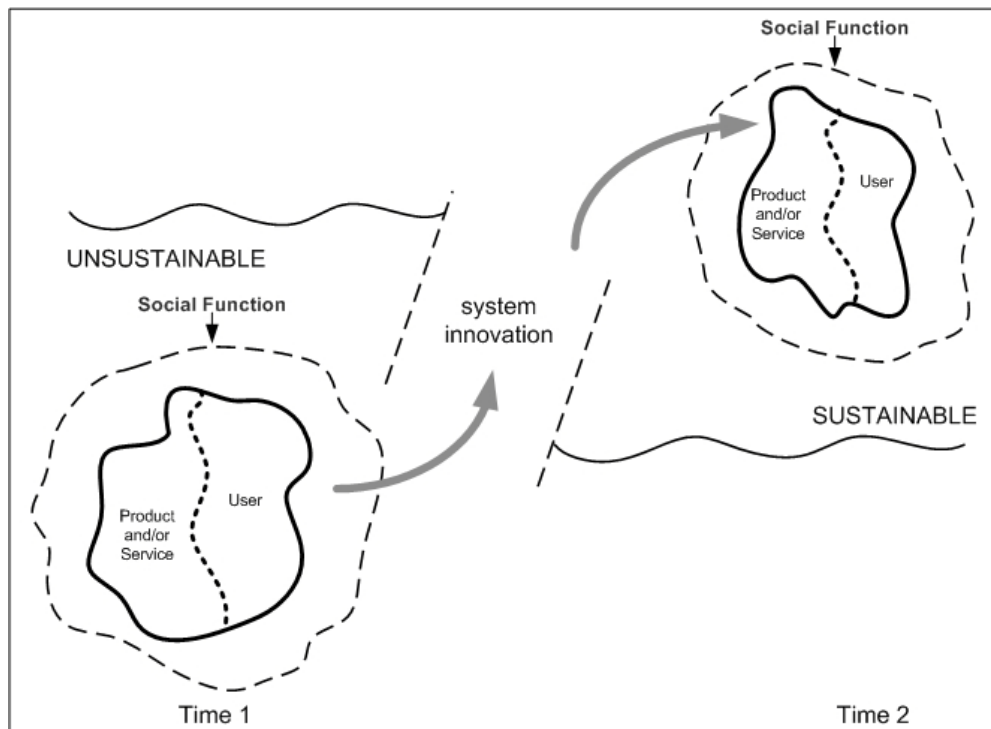 Social Function
Product
and/or
Service
User
UNSUSTAINABLE
Social Function
system
innovation
SUSTAINABLE
Product
and/or
Service
User
Time 1
Time 2